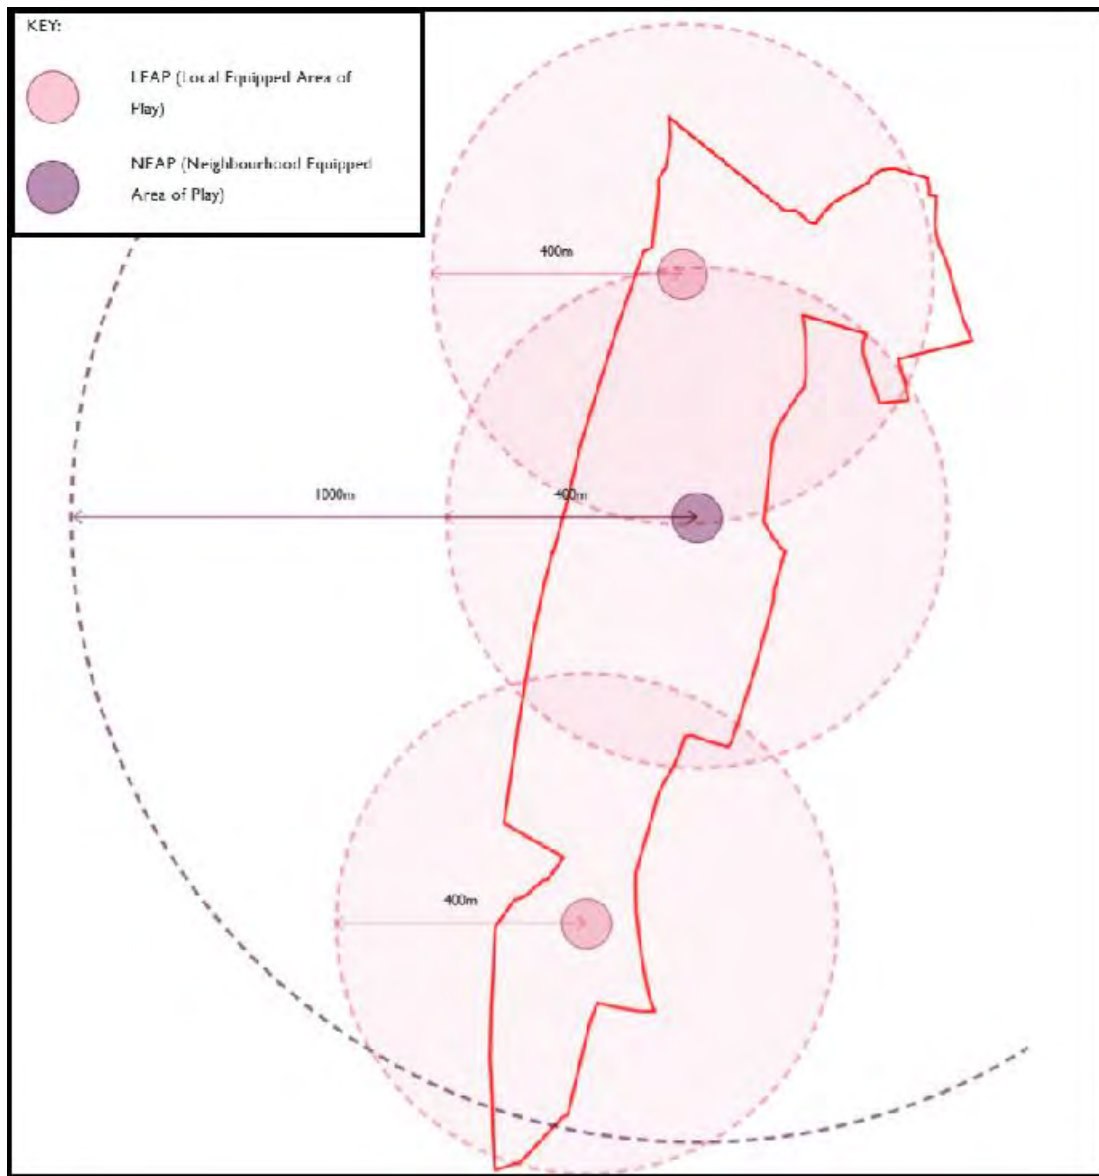 KEY:
LEAP (Local Equipped Area of
Play)
NEAP (Neighbourhood Equipped
Area of Play)
400m
1000m
400m
400m